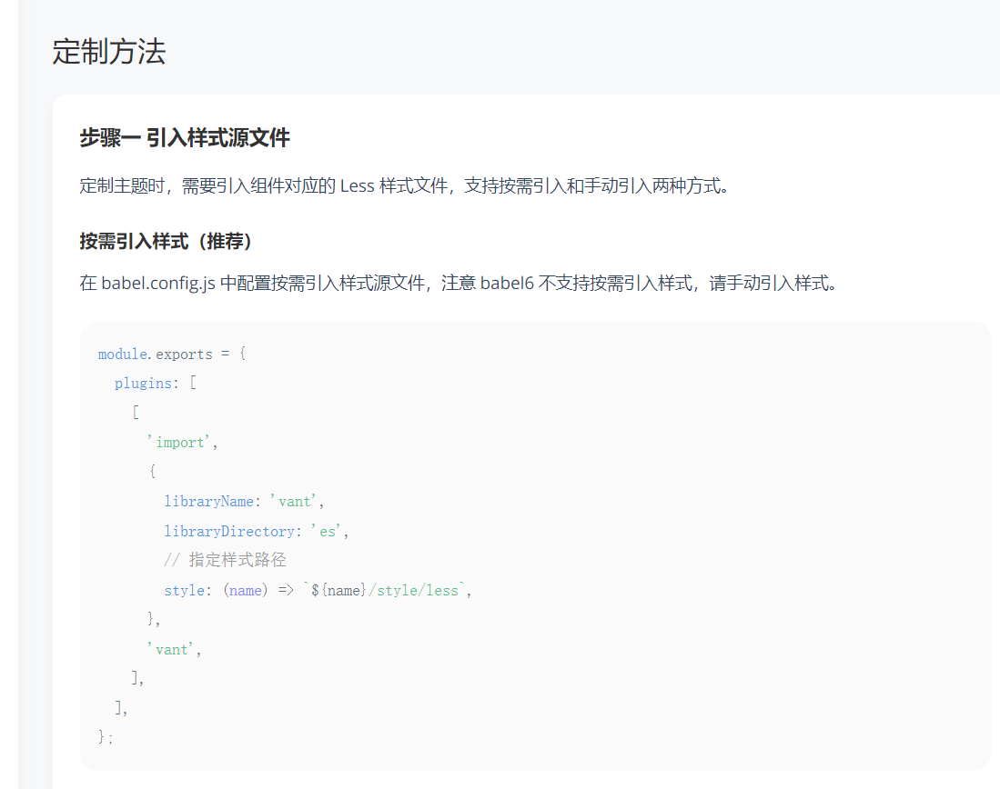 定制方法
步骤一 引入样式源文件
定制主题时，需要引入组件对应的 Less 样式文件，支持按需引入和手动引入两种方式。
按需引入样式（推荐）
在 babel.config.js 中配置按需引入样式源文件，注意 babel6 不支持按需引入样式，请手动引入样式。
module.exports = {
  plugins: [
    [
      'import',
      {
        libraryName: 'vant',
        libraryDirectory: 'es',
        // 指定样式路径
        style: (name) => `${name}/style/less`,
      },
      'vant',
    ],
  ],
};